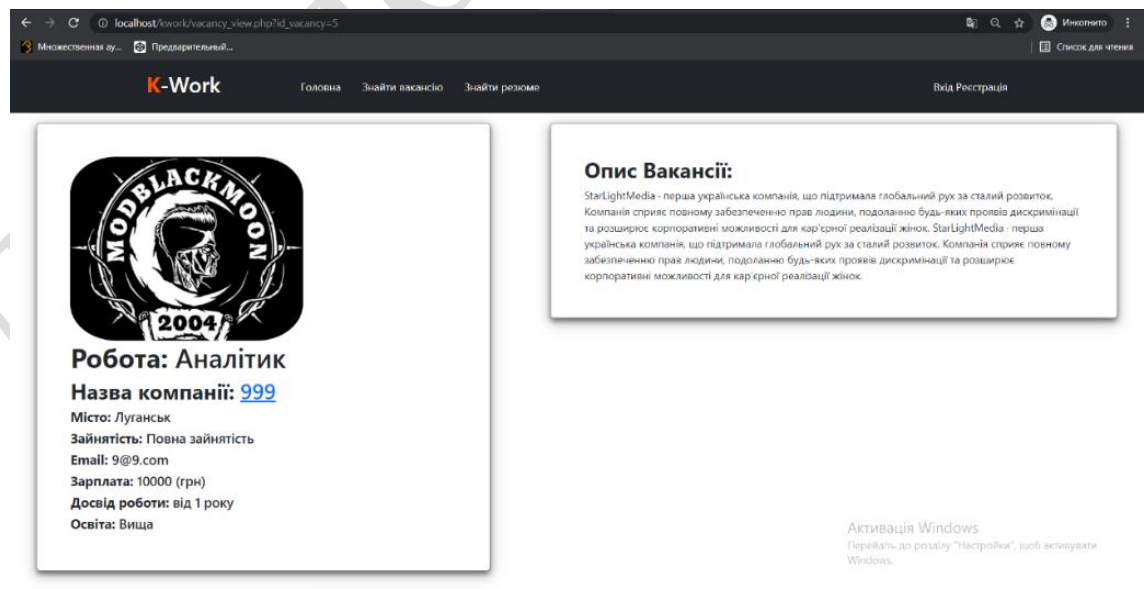 localhost/kwork/vacancy_view.php?id_vacancy=5
Инкогнито
Множественная ау...
Предварительный...
Список для чтения
K-Work
Головна
Знайти вакансію
Знайти резюме
Вхід Реєстрація
MODBLACKMOON
2004
Робота: Аналітик
Назва компанії: 999
Місто: Луганськ
Зайнятість: Повна зайнятість
Email: 9@9.com
Зарплата: 10000 (грн)
Досвід роботи: від 1 року
Освіта: Вища
Опис Вакансії:
StarLightMedia - перша українська компанія, що підтримала глобальний рух за сталий розвиток.
Компанія сприяє повному забезпеченню прав людини, подоланню будь-яких проявів дискримінації
та розширює корпоративні можливості для кар'єрної реалізації жінок. StarLightMedia - перша
українська компанія, що підтримала глобальний рух за сталий розвиток. Компанія сприяє повному
забезпеченню прав людини, подоланню будь-яких проявів дискримінації та розширює
корпоративні можливості для кар'єрної реалізації жінок.
Активація Windows
Перейдіть до розділу "Настройки", щоб активувати
Windows.